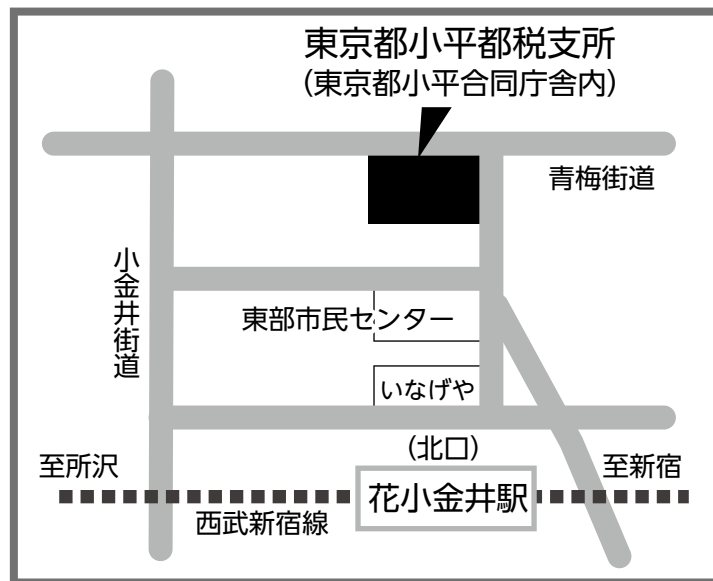 東京都小平都税支所
(東京都小平合同庁舎内)
青梅街道
小金井街道
東部市民センター
いなげや
(北口)
至所沢
至新宿
花小金井駅
西武新宿線